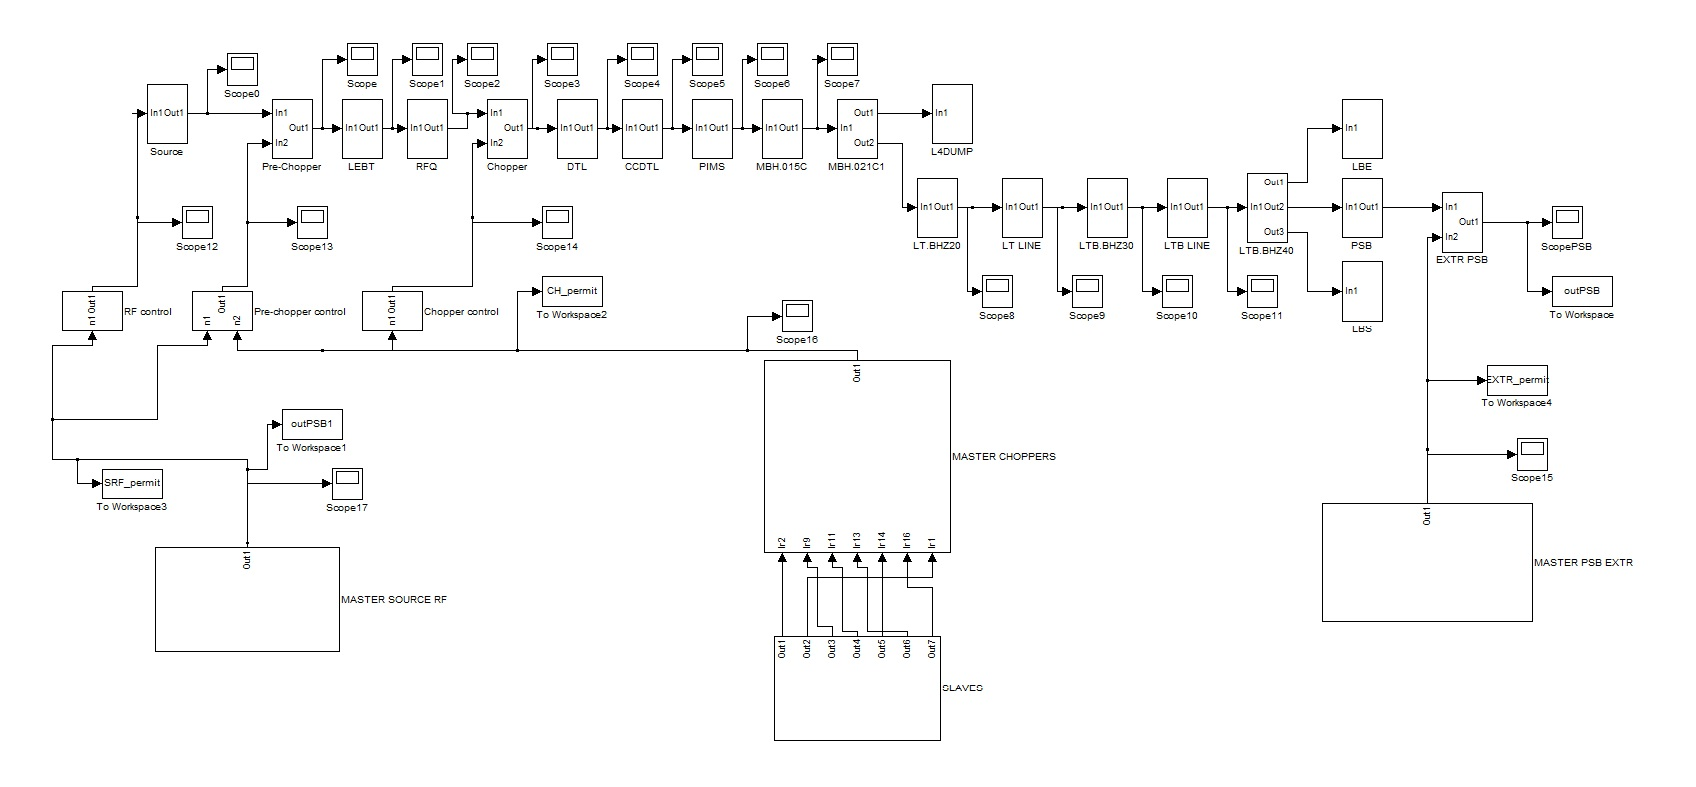 Scope0
Scope
Scope1
Scope2
Scope3
Scope4
Scope5
Scope6
Scope7
In1 Out1
Source
In1
In2
Out1
Pre-Chopper
In1 Out1
LEBT
In1 Out1
RFQ
In1
In2
Out1
Chopper
In1 Out1
DTL
In1 Out1
CCDTL
In1 Out1
PIMS
In1 Out1
MBH.015C
In1
Out1
Out2
MBH.021C1
In1
L4DUMP
In1
LBE
In1 Out1
LT.BHZ20
In1 Out1
LT LINE
In1 Out1
LTB.BHZ30
In1 Out1
LTB LINE
Out1
In1 Out2
Out3
LTB.BHZ40
In1 Out1
PSB
In1
Out1
In2
EXTR PSB
ScopePSB
Scope12
Scope13
Scope14
Scope8
Scope9
Scope10
Scope11
In1
LBS
outPSB
To Workspace
n1 Out1
RF control
Out1
n1
n2
Pre-chopper control
n1 Out1
Chopper control
CH_permit
To Workspace2
Scope16
Out1
MASTER CHOPPERS
Ir2
Ir9
Ir11
Ir13
Ir14
Ir16
Ir1
EXTR_permit
To Workspace4
Scope15
Out1
MASTER PSB EXTR
outPSB1
To Workspace1
SRF_permit
To Workspace3
Scope17
Out1
MASTER SOURCE RF
Out1
Out2
Out3
Out4
Out5
Out6
Out7
SLAVES